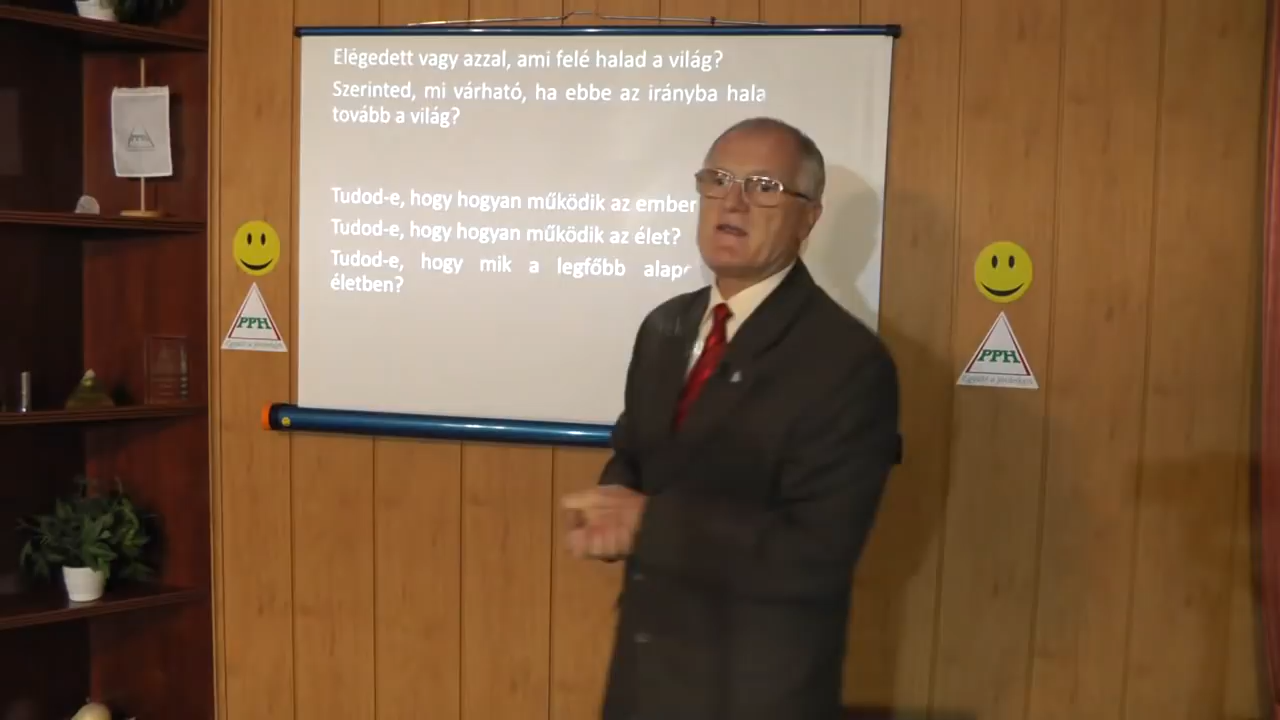 Elégedett vagy azzal, ami felé halad a világ?
Szerinted, mi várható, ha ebbe az irányba hala
tovább a világ?
Tudod-e, hogy hogyan működik az ember
Tudod-e, hogy hogyan működik az élet?
Tudod-e, hogy mik a legfőbb
életben?
PPH
PPH
PPH